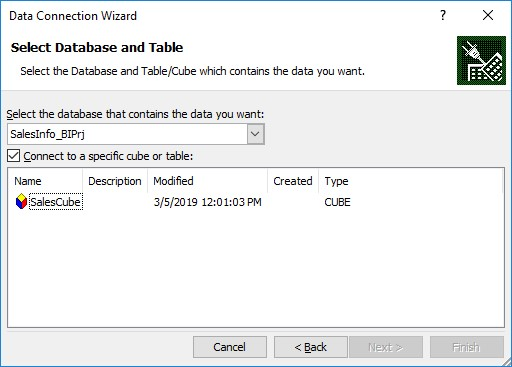 Data Connection Wizard
Select Database and Table
Select the Database and Table/Cube which contains the data you want.
Select the database that contains the data you want:
SalesInfo_BIPrj
Connect to a specific cube or table:
Name Description Modified Created Type
SalesCube 3/5/2019 12:01:03 PM CUBE
Cancel < Back Next > Finish